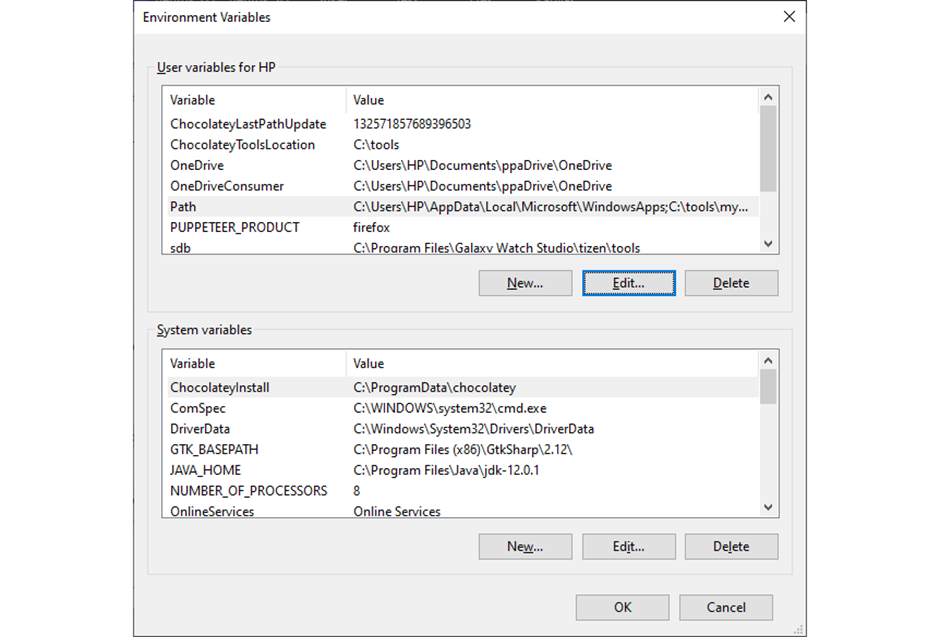 Environment Variables
User variables for HP
Variable Value
ChocolateyLastPathUpdate 132571857689396503
ChocolateyToolsLocation C:\tools
OneDrive C:\Users\HP\Documents\ppaDrive\OneDrive
OneDriveConsumer C:\Users\HP\Documents\ppaDrive\OneDrive
Path C:\Users\HP\AppData\Local\Microsoft\WindowsApps;C:\tools\my...
PUPPETEER_PRODUCT firefox
sdb C:\Program Files\Galaxy Watch Studio\tizen\tools
New... Edit... Delete
System variables
Variable Value
ChocolateyInstall C:\ProgramData\chocolatey
ComSpec C:\WINDOWS\system32\cmd.exe
DriverData C:\Windows\System32\Drivers\DriverData
GTK_BASEPATH C:\Program Files (x86)\GtkSharp\2.12\
JAVA_HOME C:\Program Files\Java\jdk-12.0.1
NUMBER_OF_PROCESSORS 8
OnlineServices Online Services
New... Edit... Delete
OK Cancel